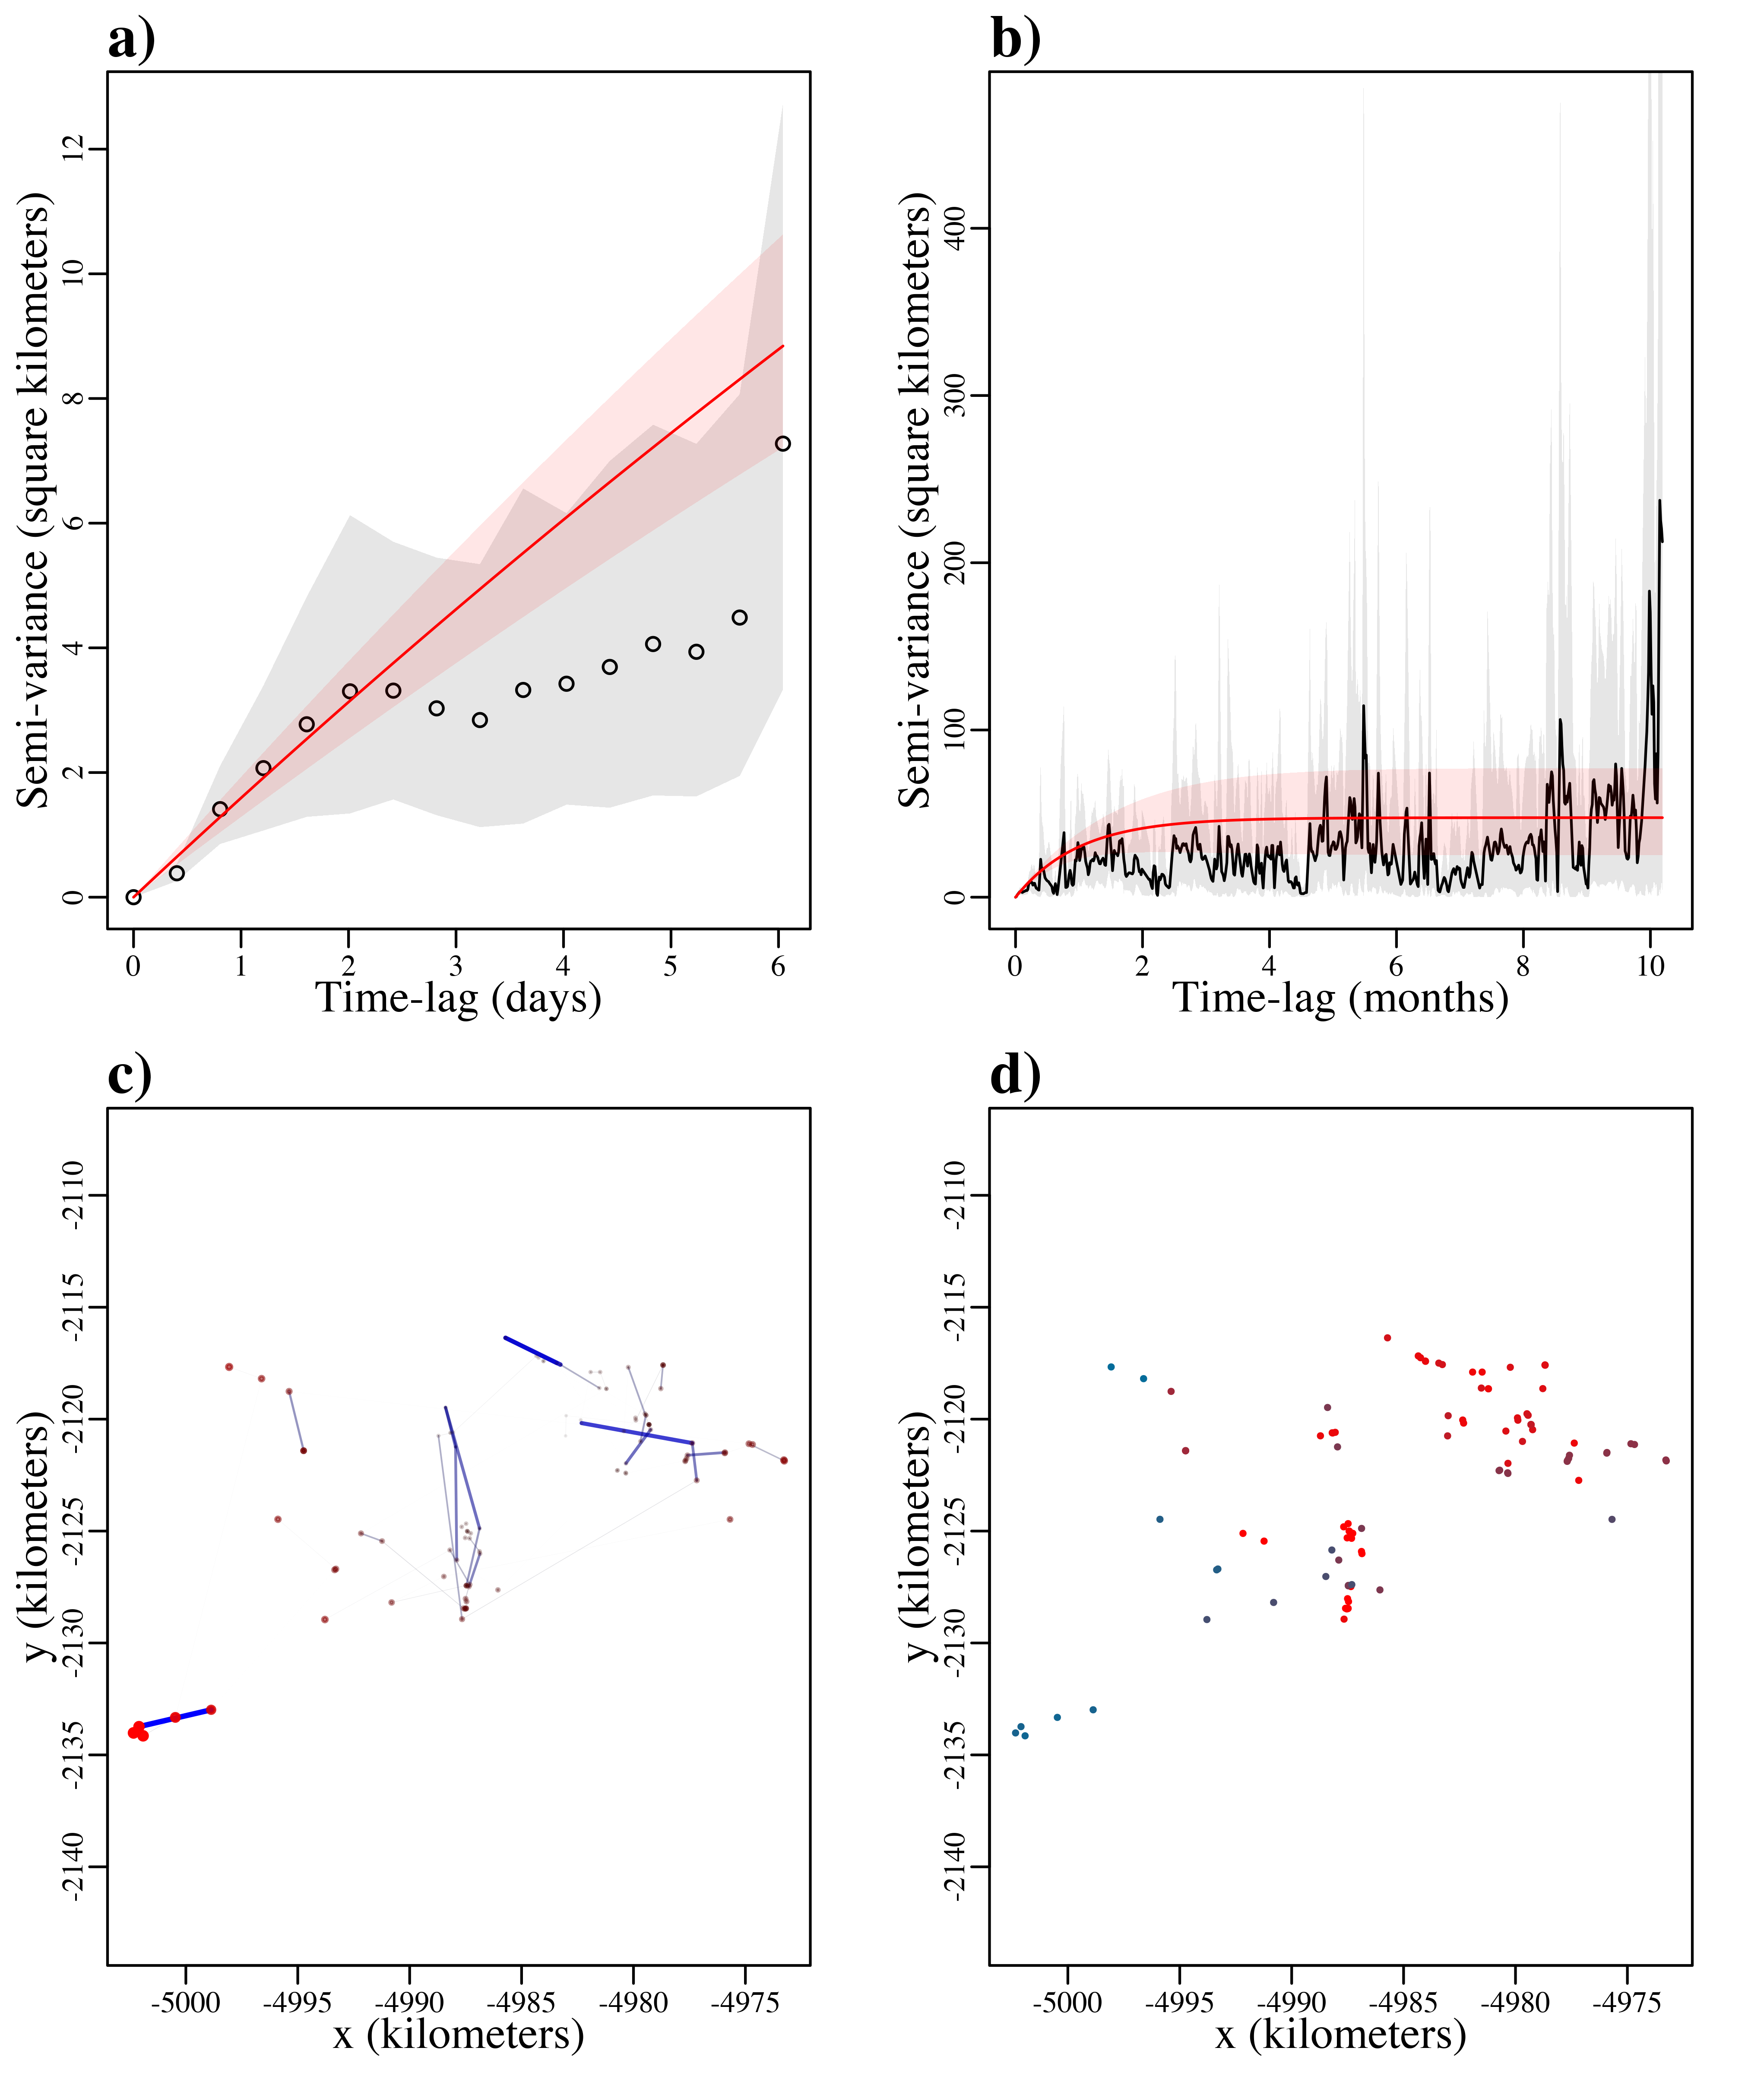 a)
Semi-variance (square kilometers)
0 2 4 6 8 10 12
0 1 2 3 4 5 6
Time-lag (days)
b)
Semi-variance (square kilometers)
0 100 200 300 400
0 2 4 6 8 10
Time-lag (months)
c)
y (kilometers)
-2140 -2135 -2130 -2125 -2120 -2115 -2110
-5000 -4995 -4990 -4985 -4980 -4975
x (kilometers)
d)
y (kilometers)
-2140 -2135 -2130 -2125 -2120 -2115 -2110
-5000 -4995 -4990 -4985 -4980 -4975
x (kilometers)